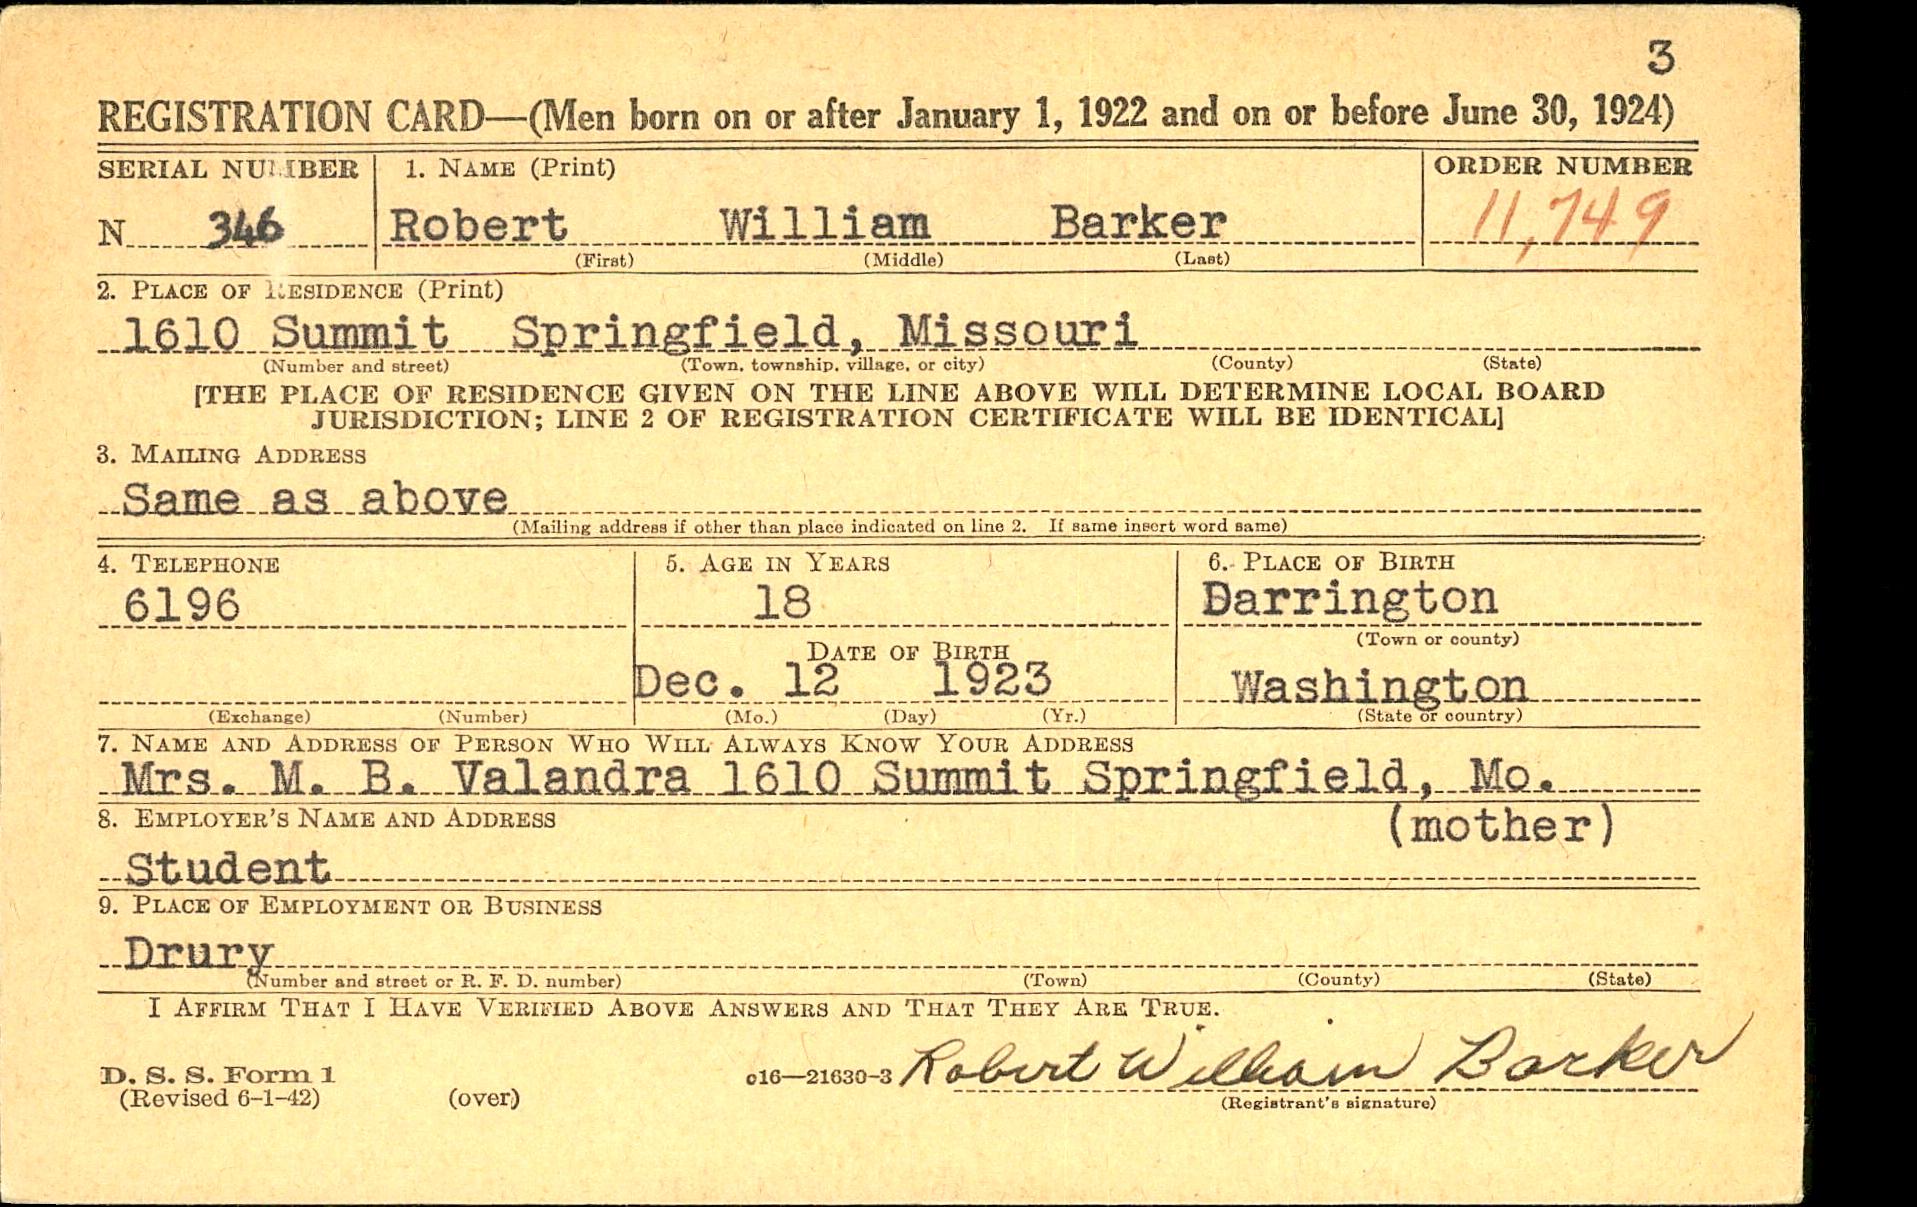 3
REGISTRATION CARD—(Men born on or after January 1, 1922 and on or before June 30, 1924)
SERIAL NUMBER 1. NAME (Print) ORDER NUMBER
N 346 Robert William Barker 11,749
(First) (Middle) (Last)
2. PLACE OF RESIDENCE (Print)
1610 Summit Springfield, Missouri
(Number and street) (Town, township, village, or city) (County) (State)
[THE PLACE OF RESIDENCE GIVEN ON THE LINE ABOVE WILL DETERMINE LOCAL BOARD
JURISDICTION; LINE 2 OF REGISTRATION CERTIFICATE WILL BE IDENTICAL]
3. MAILING ADDRESS
Same as above
(Mailing address if other than place indicated on line 2. If same insert word same)
4. TELEPHONE 5. AGE IN YEARS 6. PLACE OF BIRTH
6196 18 Darrington
(Town or county)
DATE OF BIRTH
Dec. 12 1923 Washington
(Exchange) (Number) (Mo.) (Day) (Yr.) (State or country)
7. NAME AND ADDRESS OF PERSON WHO WILL ALWAYS KNOW YOUR ADDRESS
Mrs. M. B. Valandra 1610 Summit Springfield, Mo.
8. EMPLOYER'S NAME AND ADDRESS (mother)
Student
9. PLACE OF EMPLOYMENT OR BUSINESS
Drury
(Number and street or R. F. D. number) (Town) (County) (State)
I AFFIRM THAT I HAVE VERIFIED ABOVE ANSWERS AND THAT THEY ARE TRUE.
D. S. S. Form 1 c16—21630-3 Robert William Barker
(Revised 6-1-42) (over) (Registrant's signature)